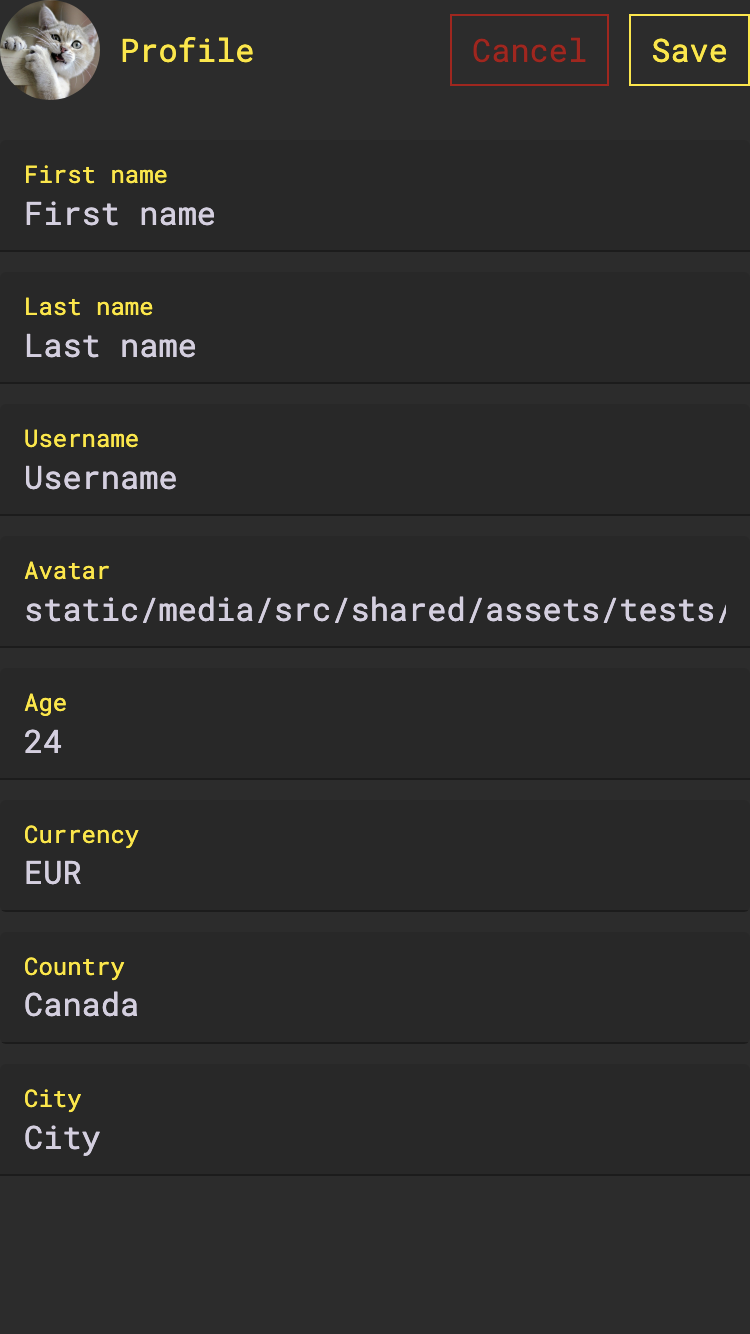 Profile
Cancel
Save
First name
First name
Last name
Last name
Username
Username
Avatar
static/media/src/shared/assets/tests/
Age
24
Currency
EUR
Country
Canada
City
City